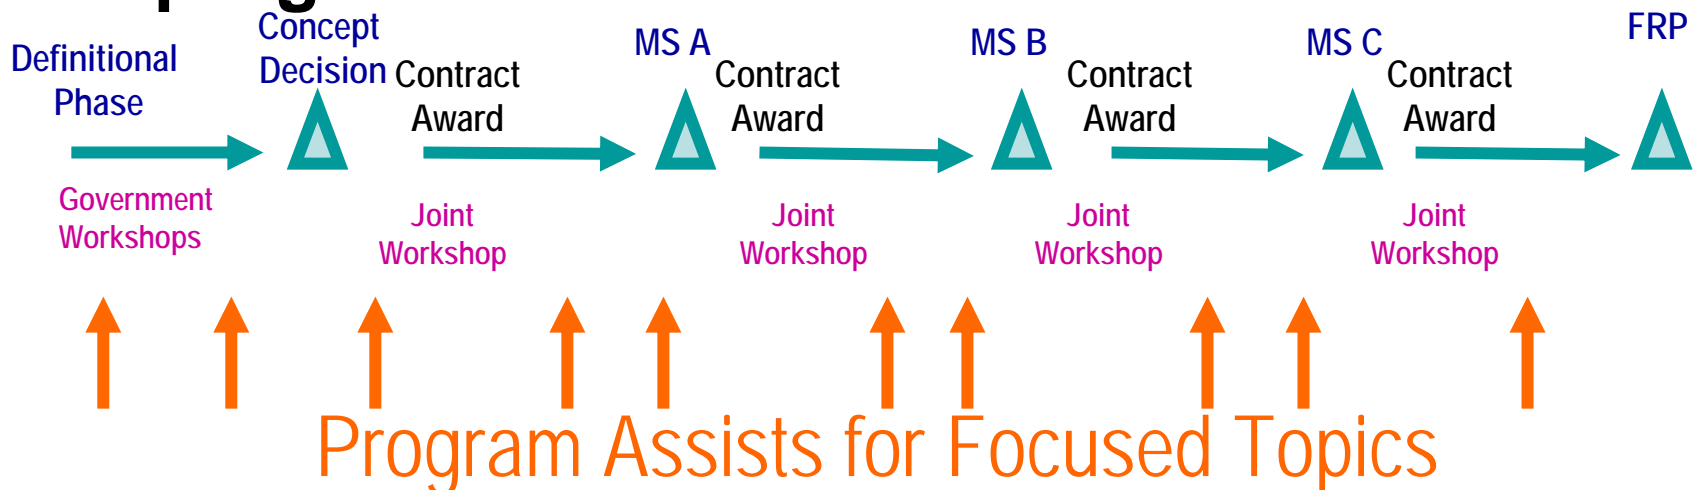 Definitional
Phase
Concept
Decision
Contract
Award
MS A
Contract
Award
MS B
Contract
Award
MS C
Contract
Award
FRP
Government
Workshops
Joint
Workshop
Joint
Workshop
Joint
Workshop
Joint
Workshop
Program Assists for Focused Topics